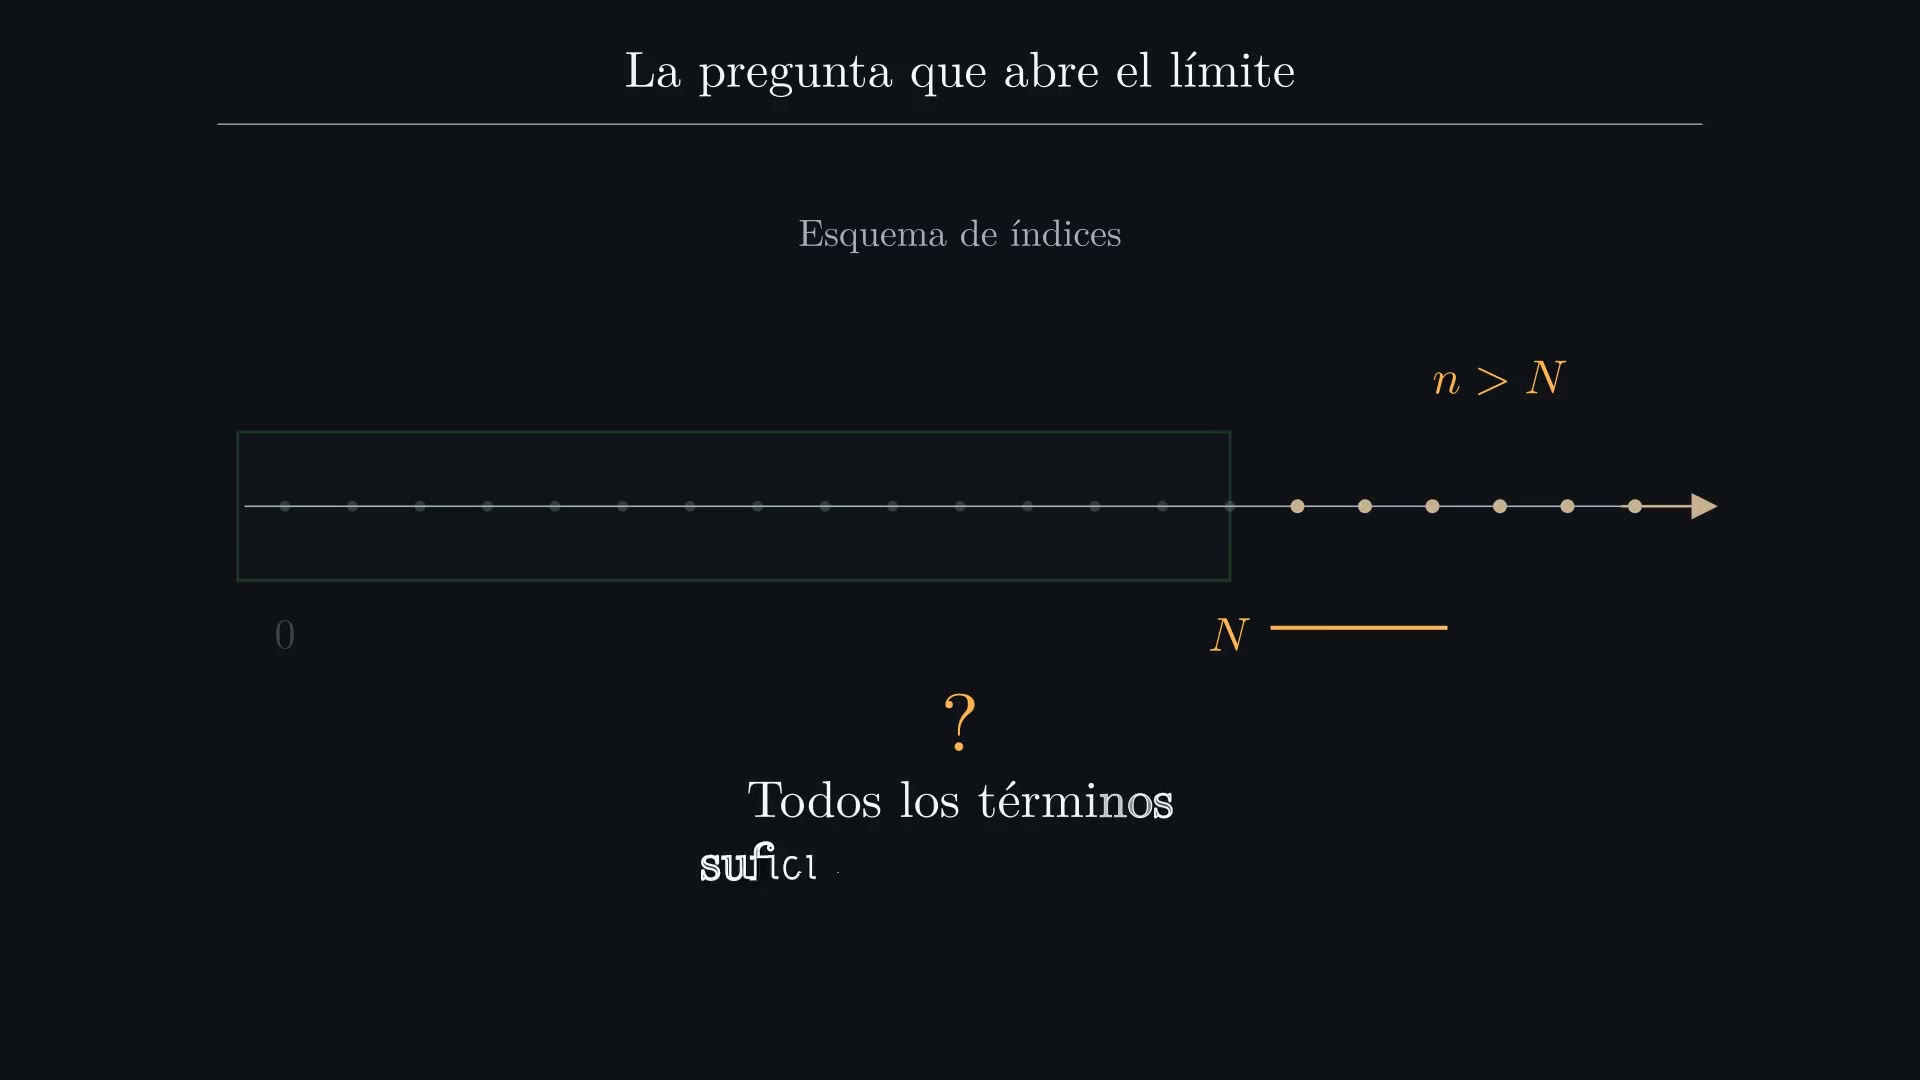 La pregunta que abre el límite
Esquema de índices
n > N
0
N
?
Todos los términos